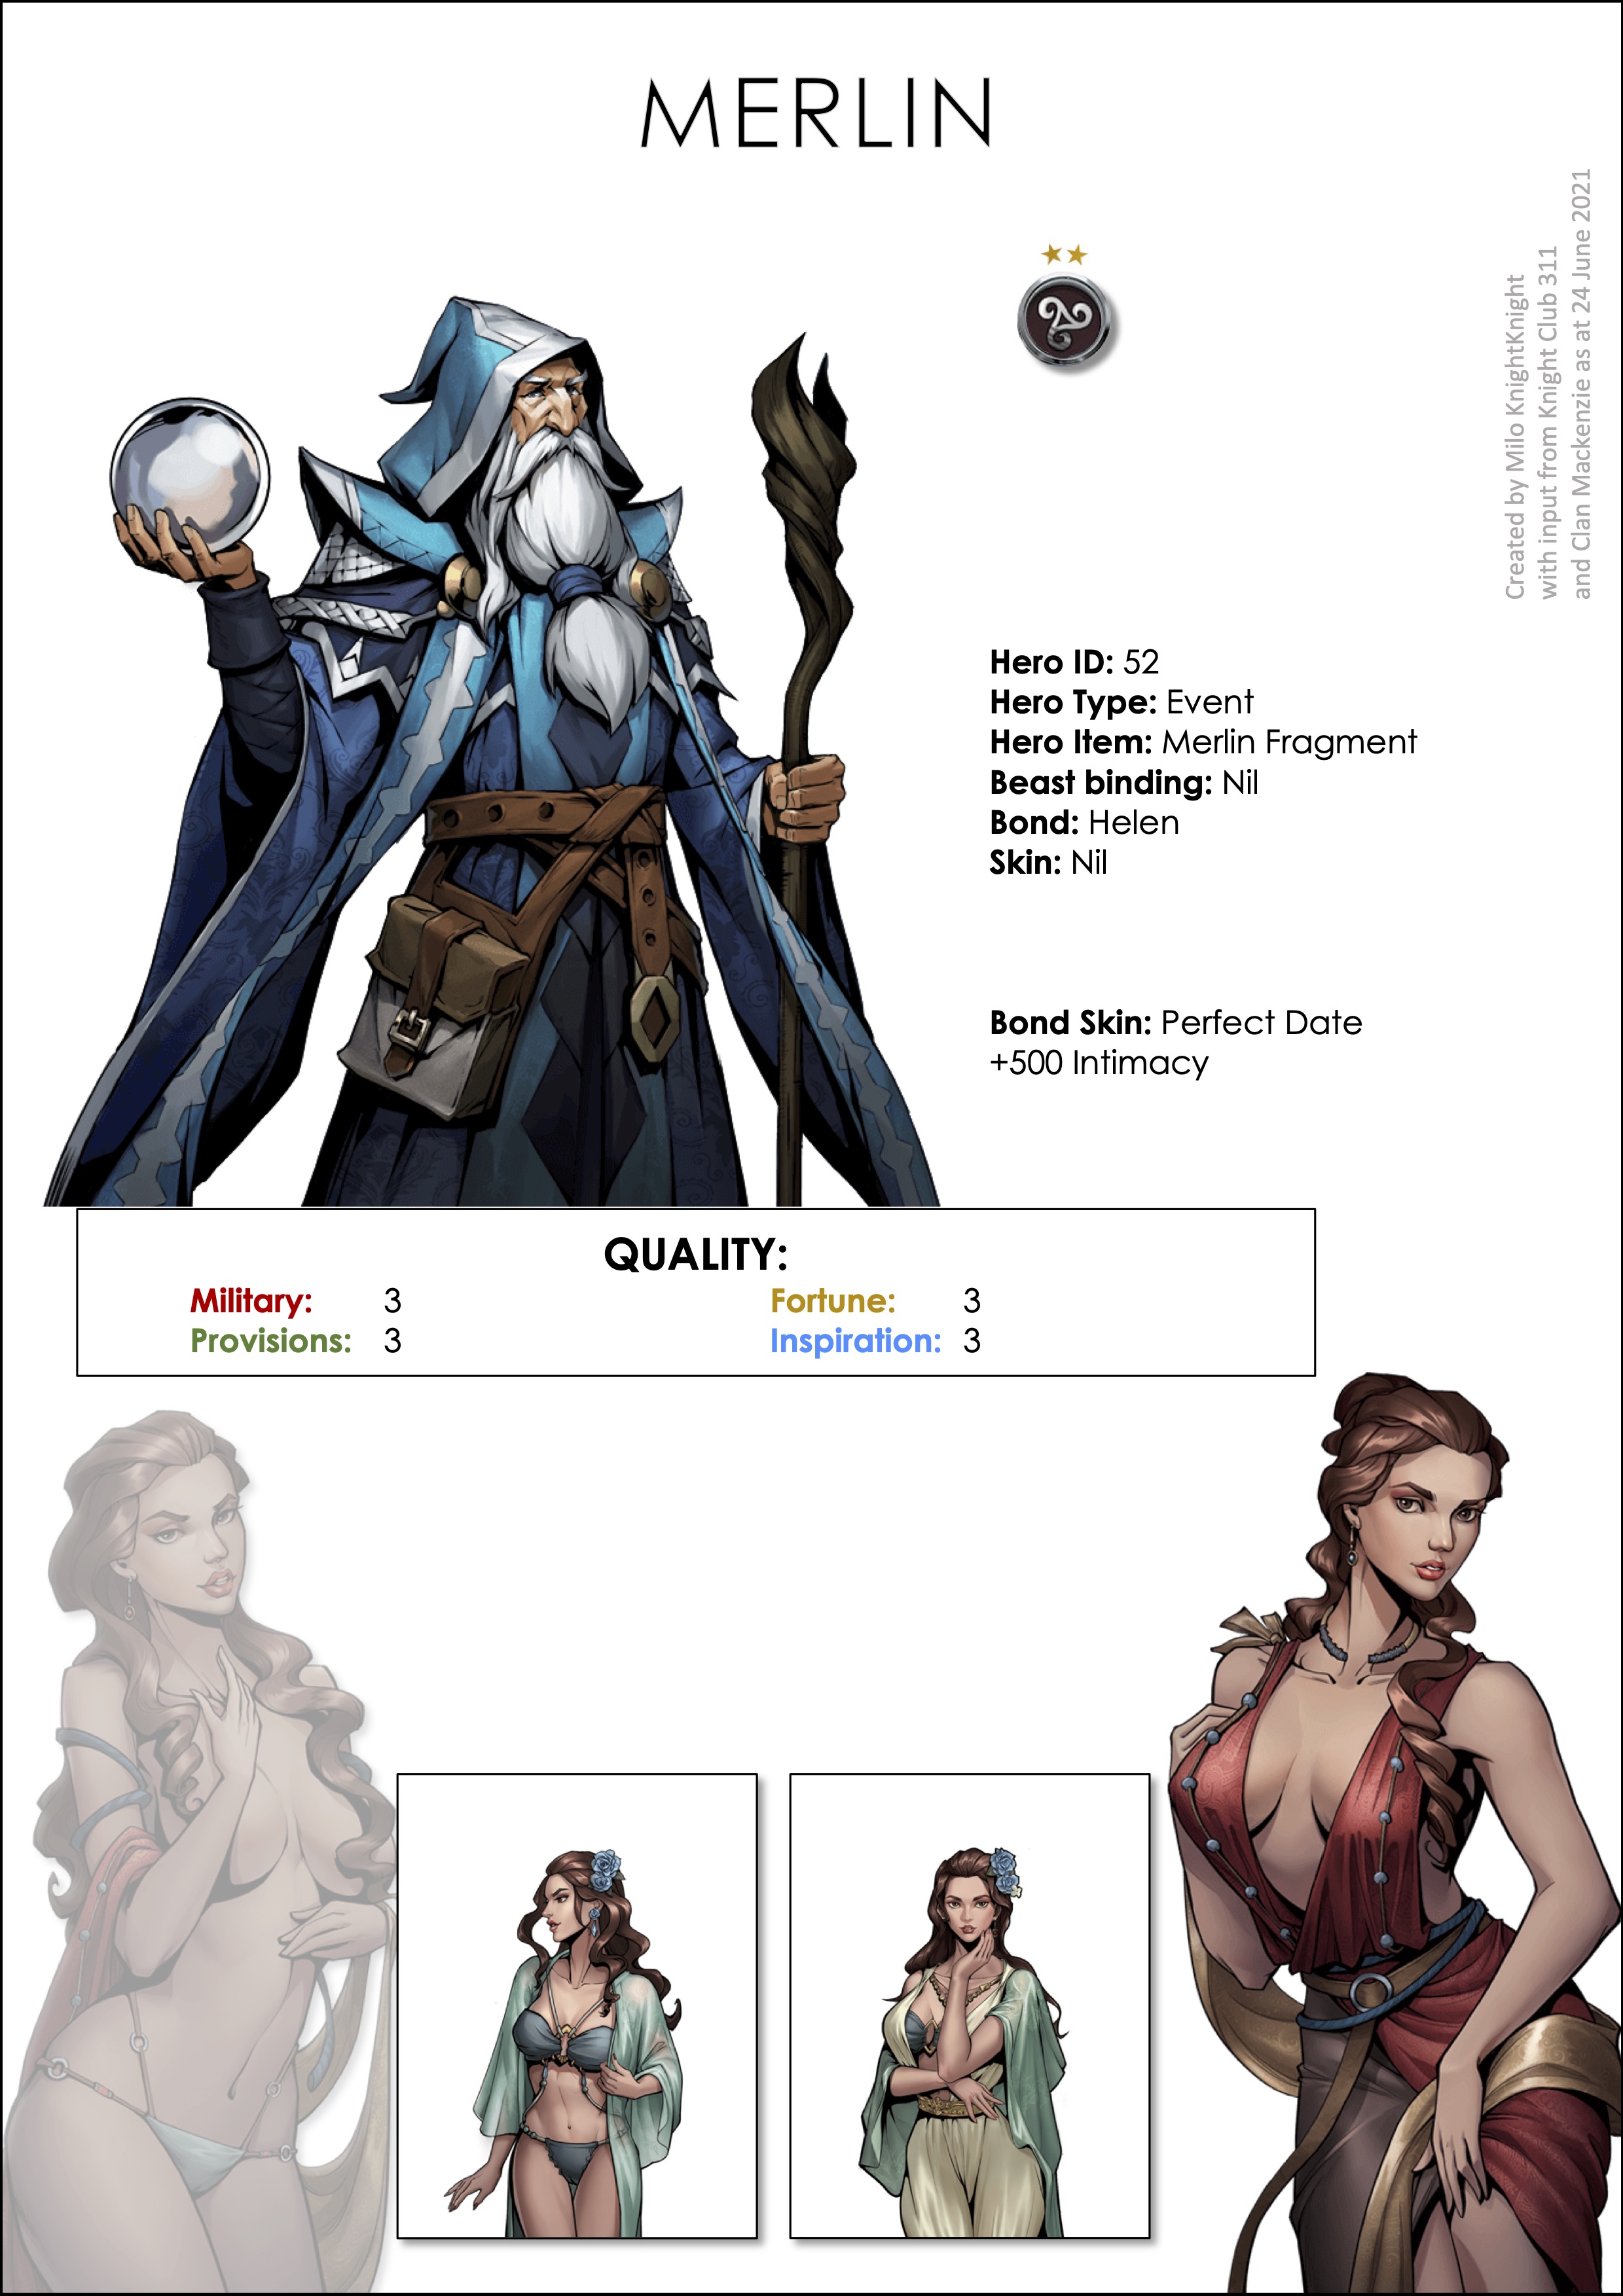 MERLIN
Created by Milo KnightKnight
with input from Knight Club 311
and Clan Mackenzie as at 24 June 2021
Hero ID: 52
Hero Type: Event
Hero Item: Merlin Fragment
Beast binding: Nil
Bond: Helen
Skin: Nil
Bond Skin: Perfect Date
+500 Intimacy
QUALITY:
Military: 3 Fortune: 3
Provisions: 3 Inspiration: 3